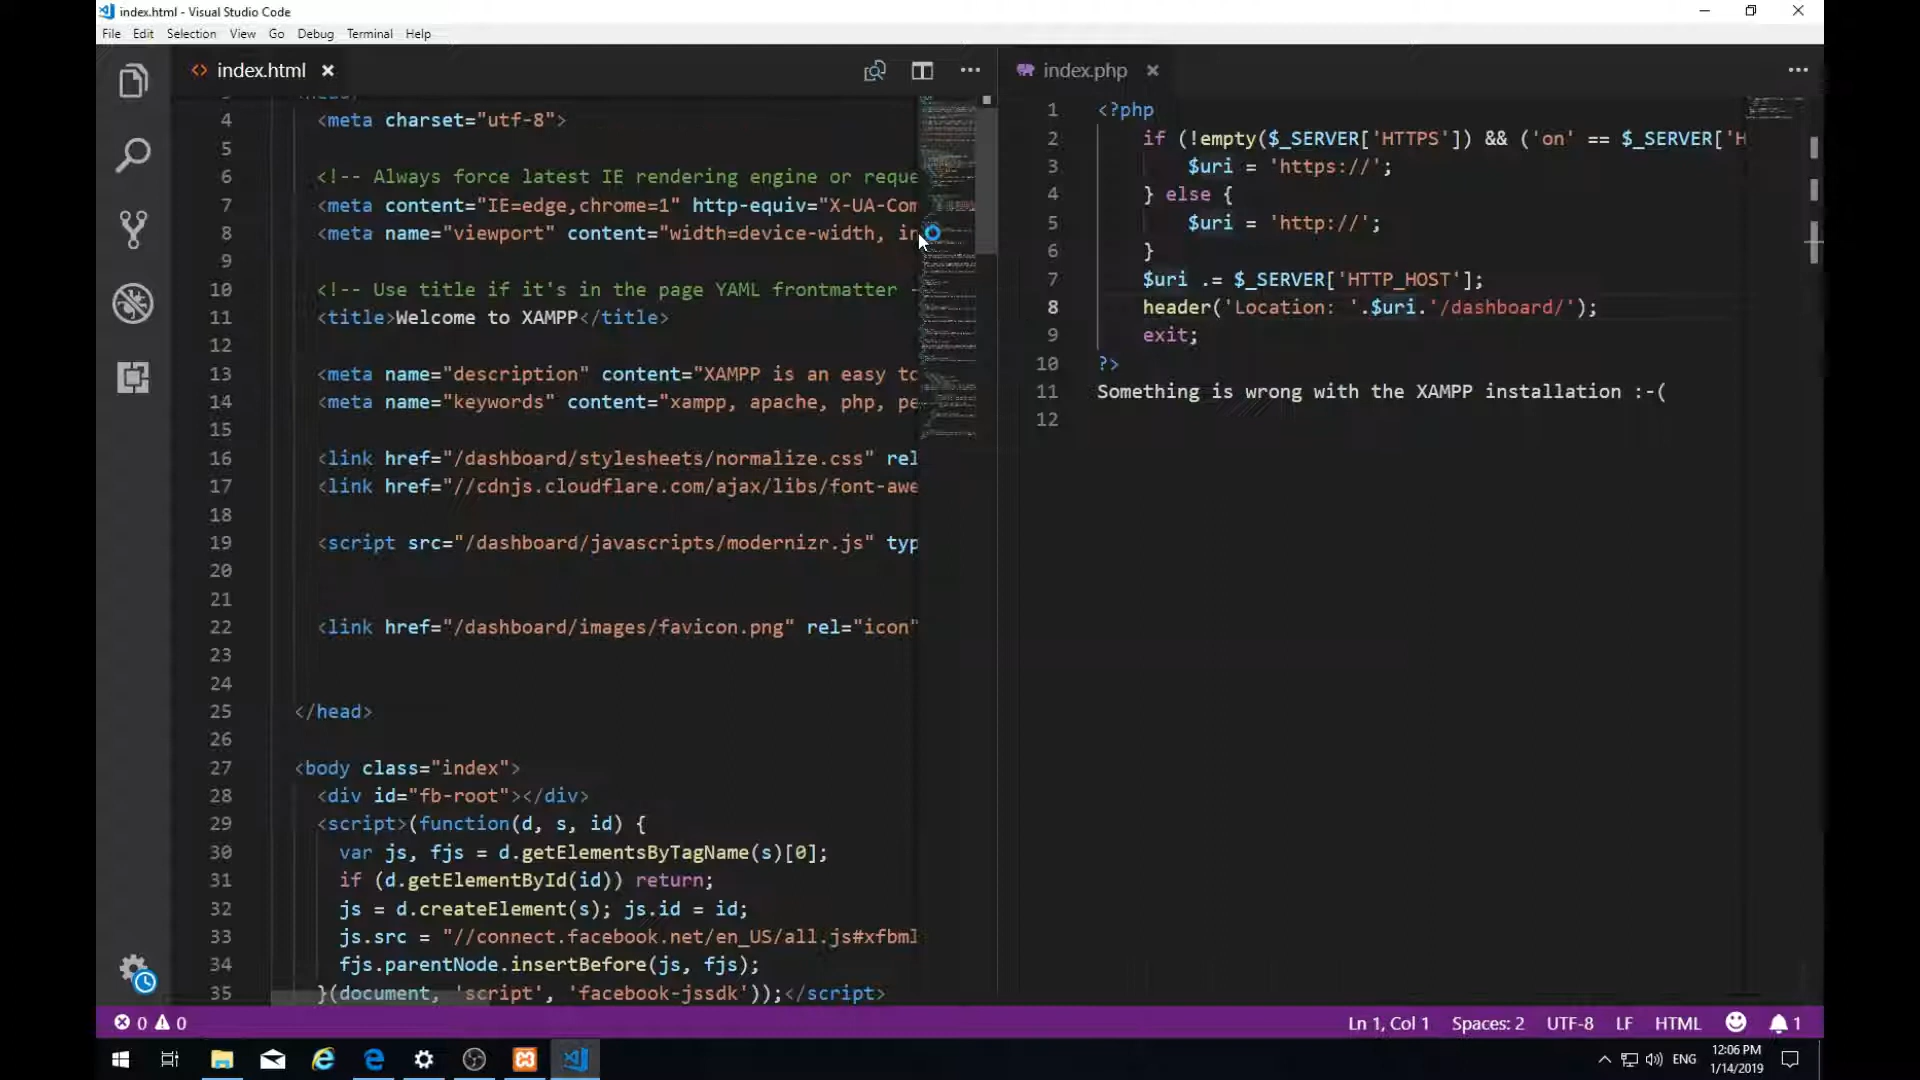 index.html - Visual Studio Code
File Edit Selection View Go Debug Terminal Help
index.html
4 <meta charset="utf-8">
5
6 <!-- Always force latest IE rendering engine or reque
7 <meta content="IE=edge,chrome=1" http-equiv="X-UA-Com
8 <meta name="viewport" content="width=device-width, in
9
10 <!-- Use title if it's in the page YAML frontmatter -
11 <title>Welcome to XAMPP</title>
12
13 <meta name="description" content="XAMPP is an easy to
14 <meta name="keywords" content="xampp, apache, php, pe
15
16 <link href="/dashboard/stylesheets/normalize.css" rel
17 <link href="//cdnjs.cloudflare.com/ajax/libs/font-awe
18
19 <script src="/dashboard/javascripts/modernizr.js" typ
20
21
22 <link href="/dashboard/images/favicon.png" rel="icon"
23
24
25 </head>
26
27 <body class="index">
28 <div id="fb-root"></div>
29 <script>(function(d, s, id) {
30 var js, fjs = d.getElementsByTagName(s)[0];
31 if (d.getElementById(id)) return;
32 js = d.createElement(s); js.id = id;
33 js.src = "//connect.facebook.net/en_US/all.js#xfbml
34 fjs.parentNode.insertBefore(js, fjs);
35 }(document, 'script', 'facebook-jssdk'));</script>
index.php
1 <?php
2 if (!empty($_SERVER['HTTPS']) && ('on' == $_SERVER['H
3 $uri = 'https://';
4 } else {
5 $uri = 'http://';
6 }
7 $uri .= $_SERVER['HTTP_HOST'];
8 header('Location: '.$uri.'/dashboard/');
9 exit;
10 ?>
11 Something is wrong with the XAMPP installation :-(
12
0 0 Ln 1, Col 1 Spaces: 2 UTF-8 LF HTML 1
ENG
12:06 PM
1/14/2019